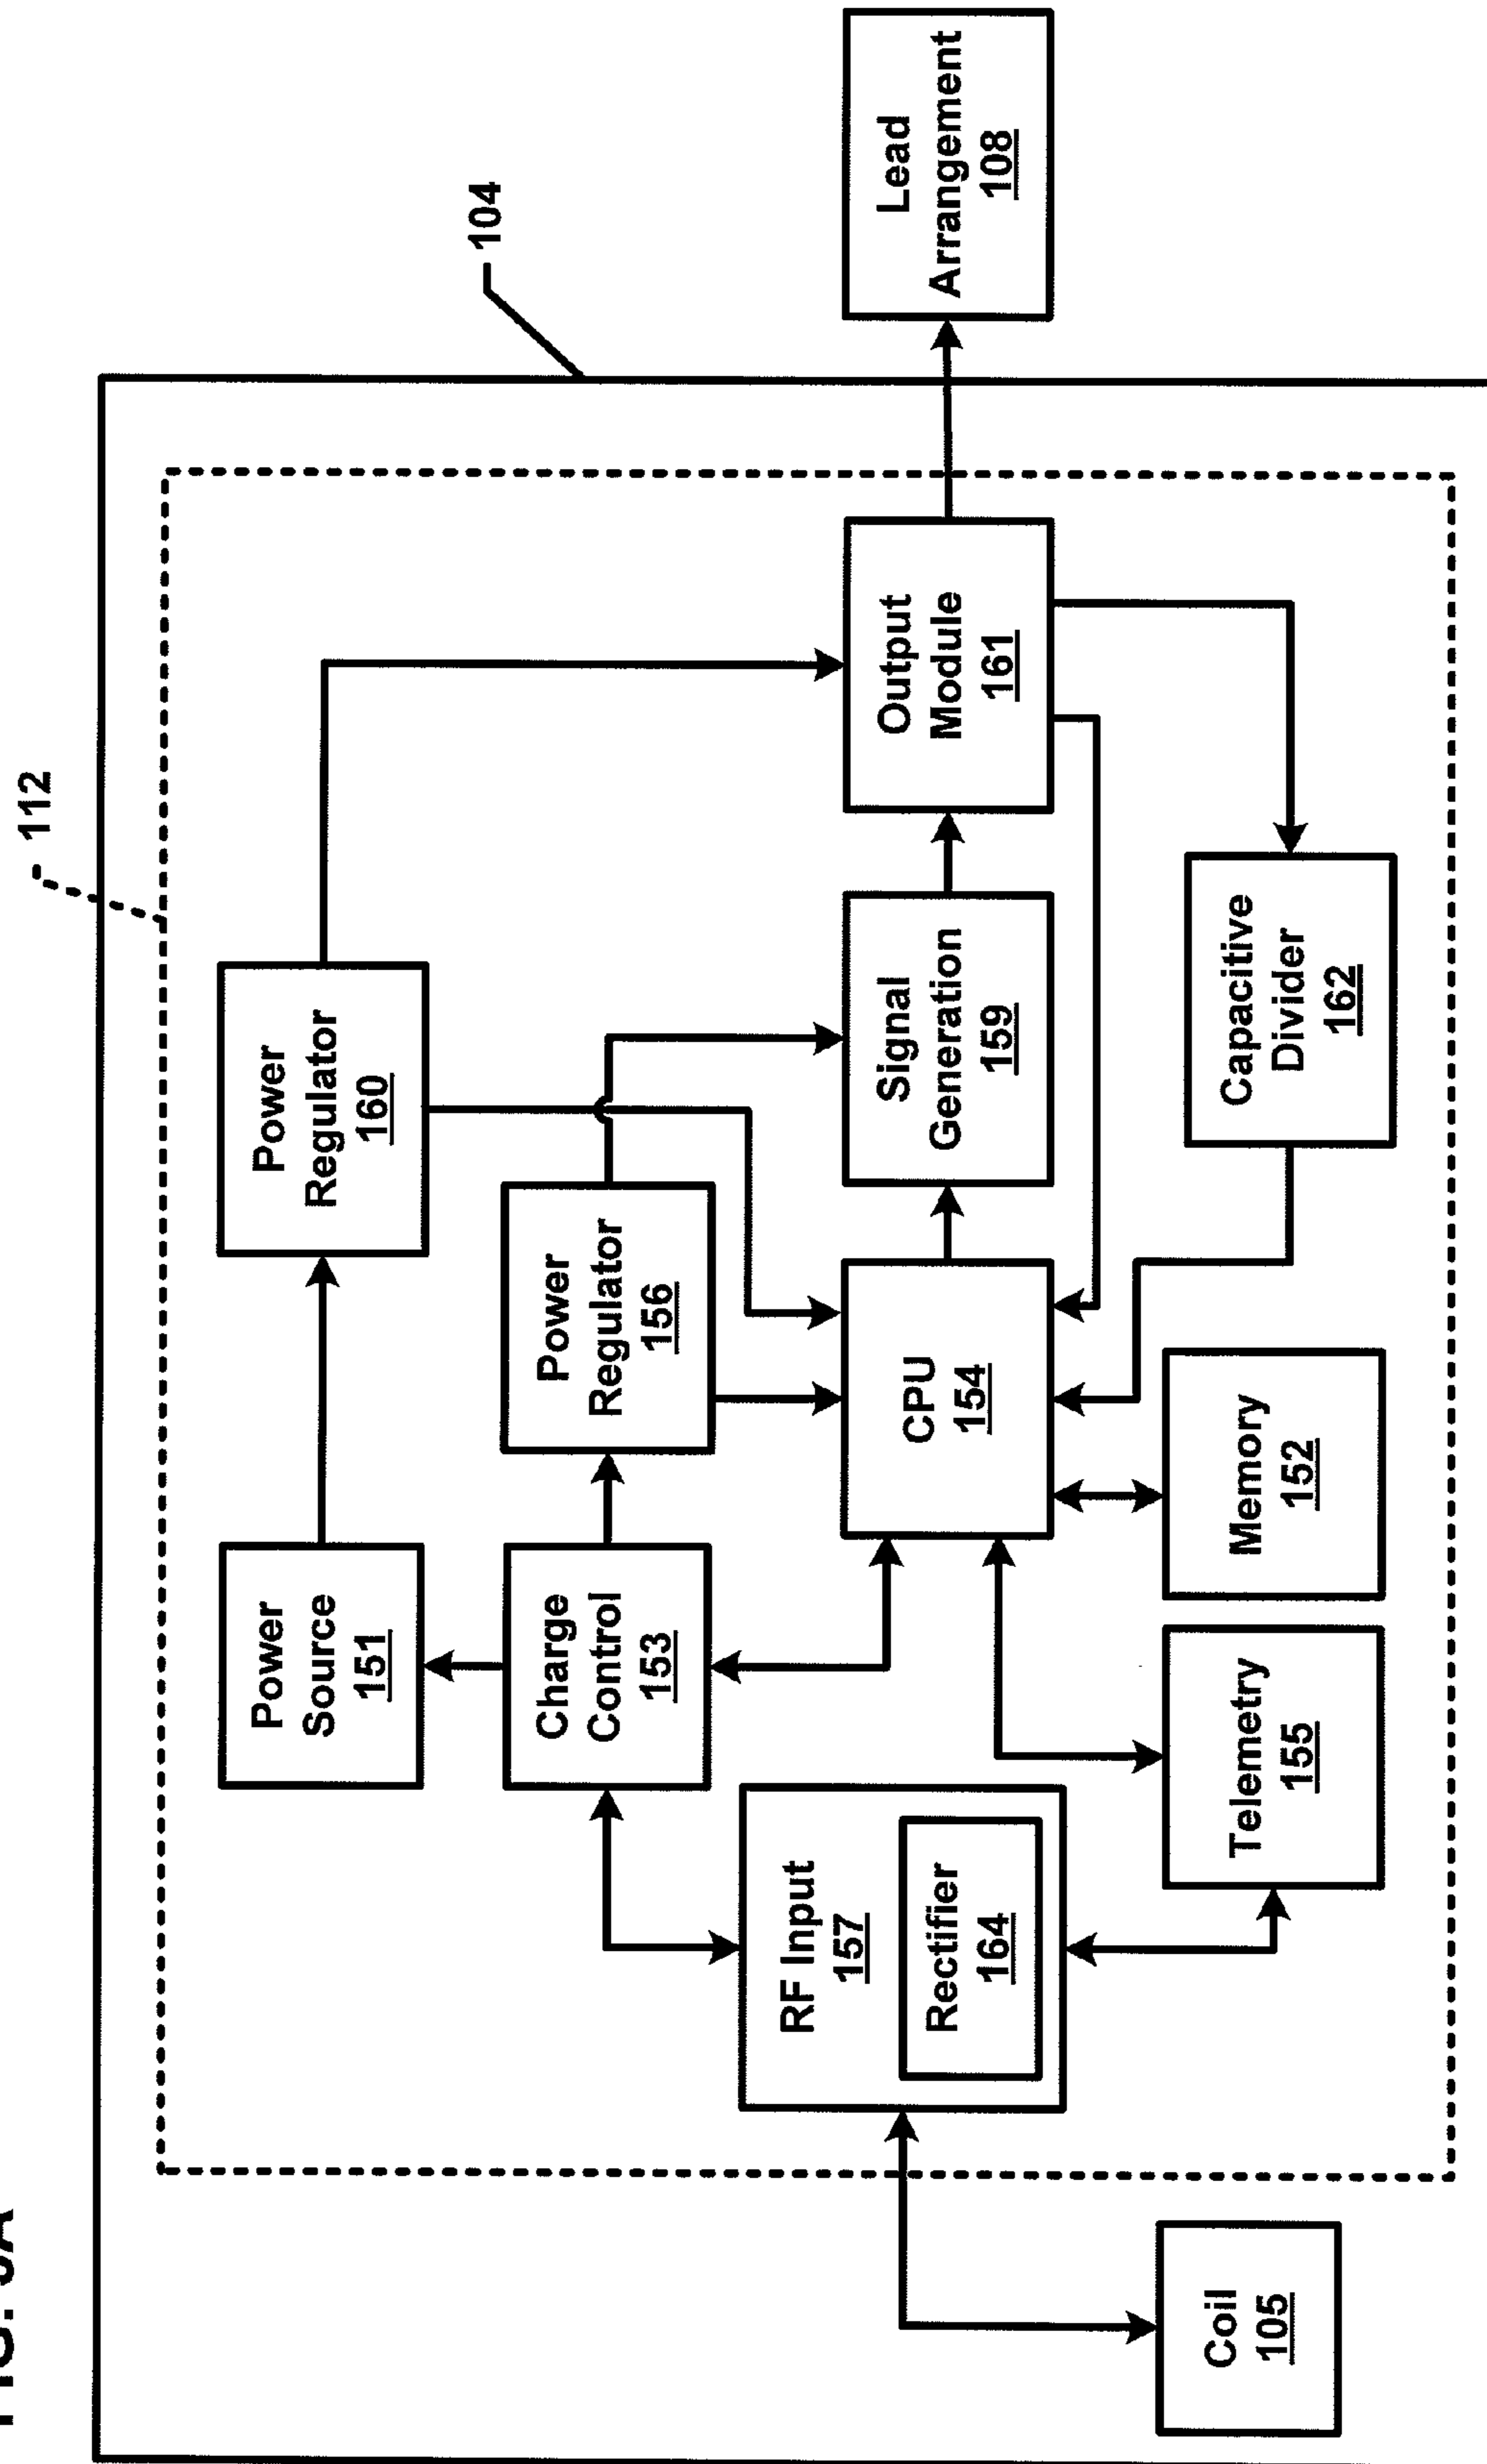 FIG.
112
104
Power
Source
151
Power
Regulator
160
Charge
Control
153
Power
Regulator
156
RF Input
157
Rectifier
164
CPU
154
Signal
Generation
159
Output
Module
161
Lead
Arrangement
108
Coil
105
Telemetry
155
Memory
152
Capacitive
Divider
162